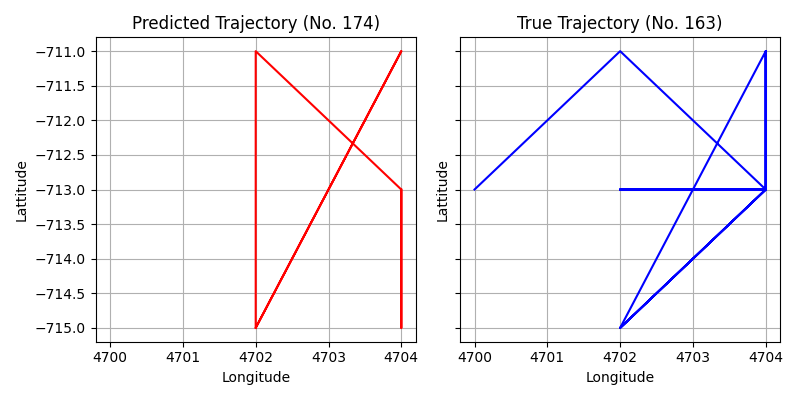 Predicted Trajectory (No. 174)
True Trajectory (No. 163)
Lattitude
−711.0
−711.5
−712.0
−712.5
−713.0
−713.5
−714.0
−714.5
−715.0
4700 4701 4702 4703 4704
Longitude
Lattitude
4700 4701 4702 4703 4704
Longitude